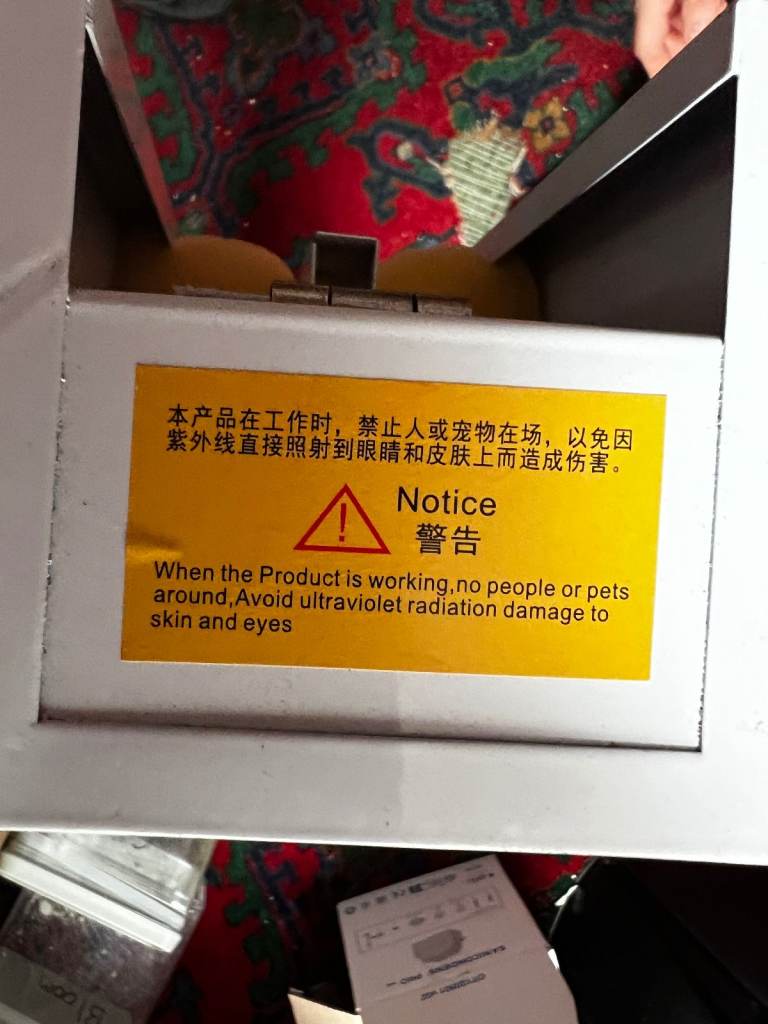 本产品在工作时，禁止人或宠物在场，以免因
紫外线直接照射到眼睛和皮肤上而造成伤害。
Notice
警告
When the Product is working,no people or pets
around,Avoid ultraviolet radiation damage to
skin and eyes